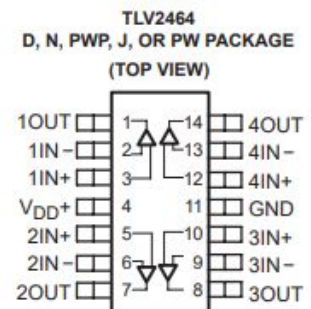 TLV2464
D, N, PWP, J, OR PW PACKAGE
(TOP VIEW)
1OUT 1 14 4OUT
1IN− 2 13 4IN−
1IN+ 3 12 4IN+
VDD+ 4 11 GND
2IN+ 5 10 3IN+
2IN− 6 9 3IN−
2OUT 7 8 3OUT